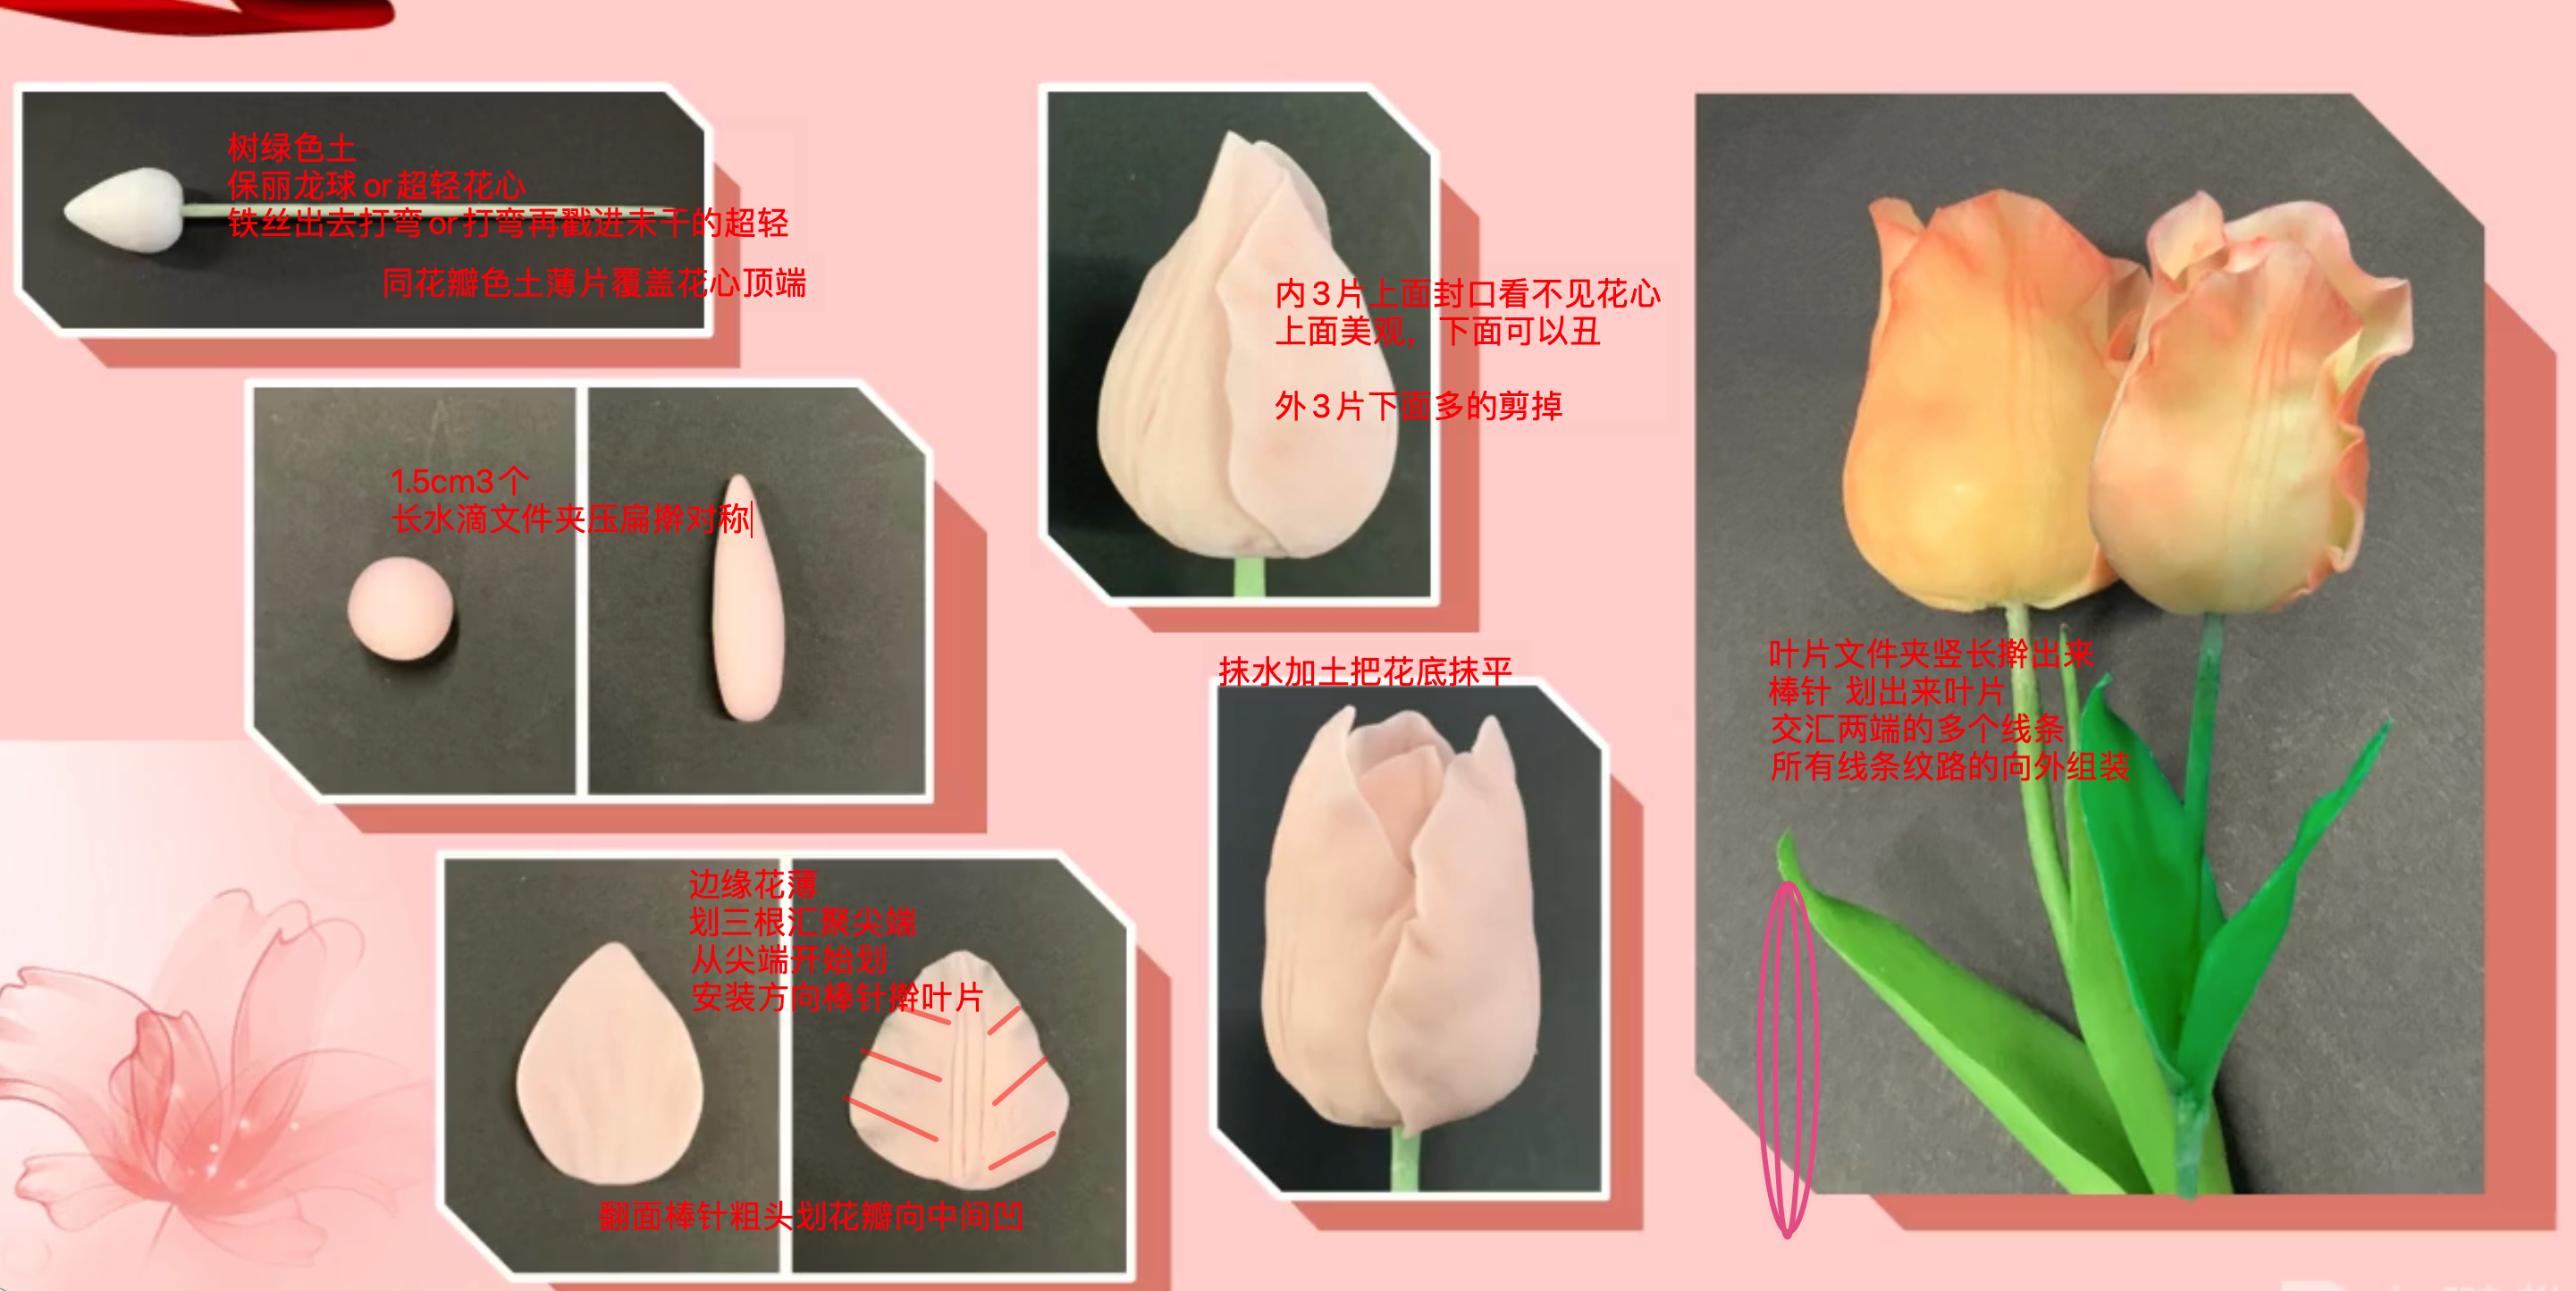 树绿色土
保丽龙球or超轻花心
铁丝出去打弯or打弯再戳进未干的超轻
同花瓣色土薄片覆盖花心顶端
1.5cm3个
长水滴文件夹压扁擀对称
边缘花薄
划三根汇聚尖端
从尖端开始划
安装方向棒针擀叶片
翻面棒针粗头划花瓣向中间凹
内3片上面封口看不见花心
上面美观，下面可以丑
外3片下面多的剪掉
抹水加土把花底抹平
叶片文件夹竖长擀出来
棒针 划出来叶片
交汇两端的多个线条
所有线条纹路的向外组装